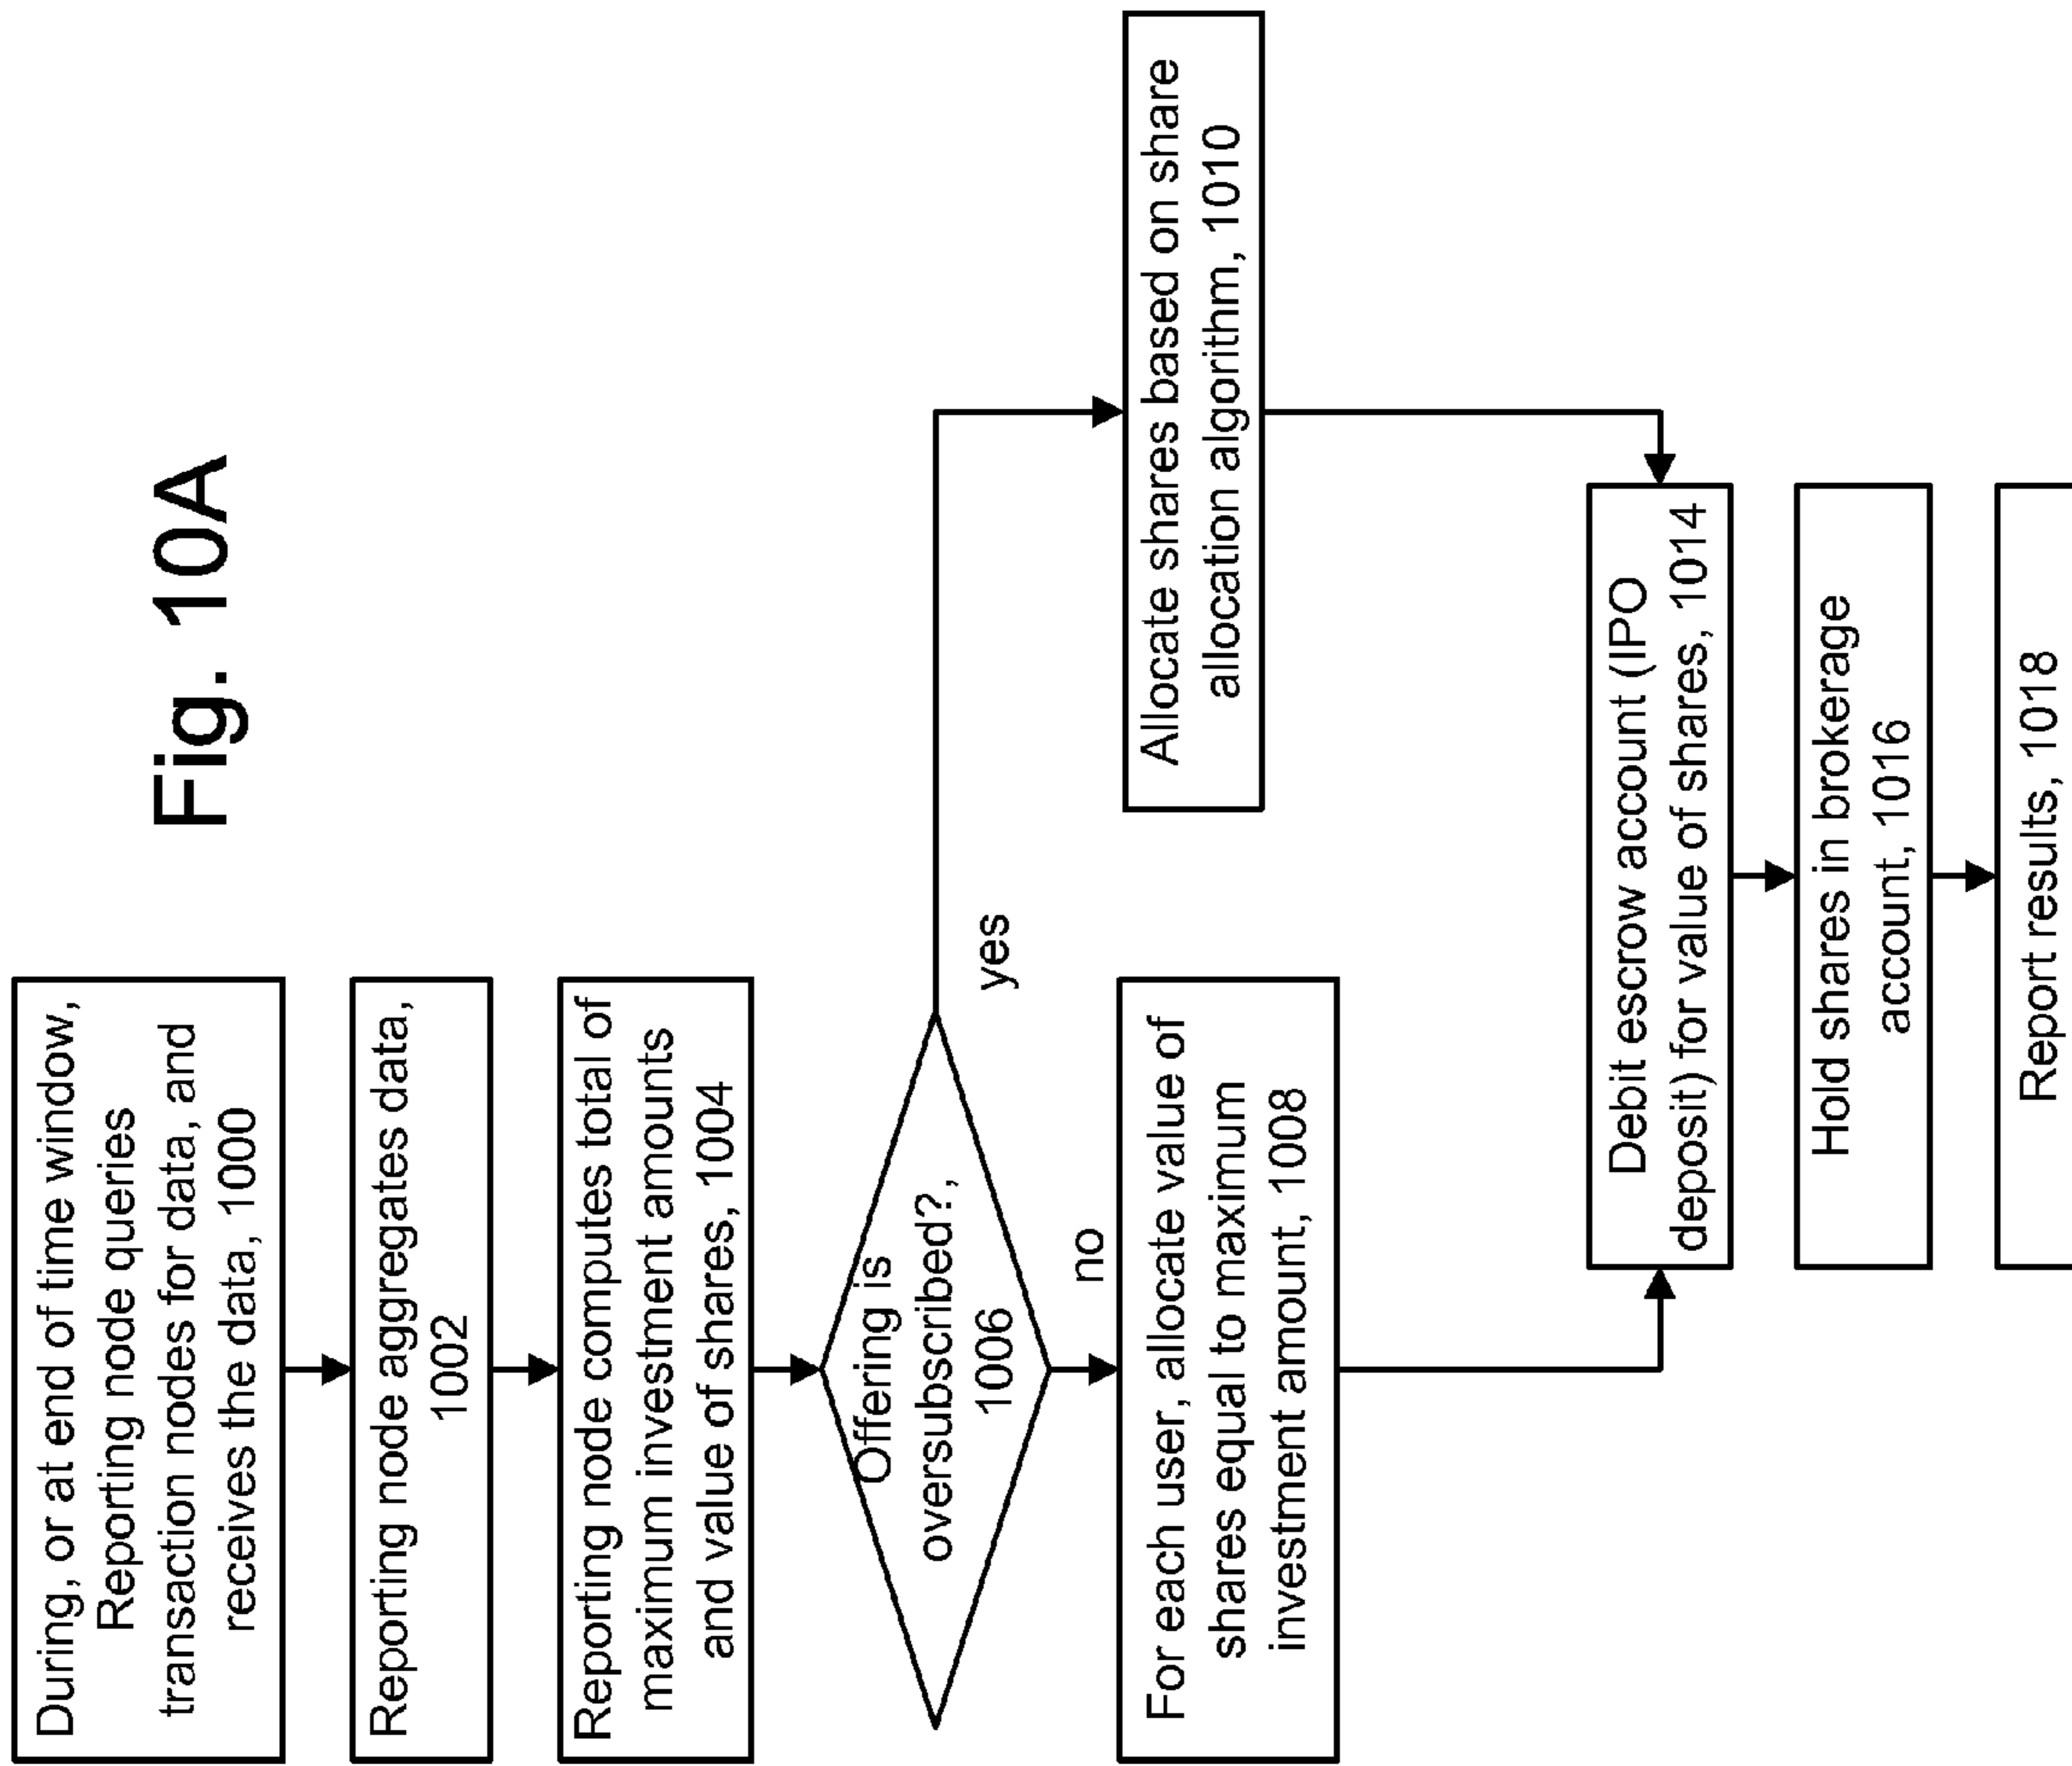 Fig. 10A
During, or at end of time window,
Reporting node queries
transaction nodes for data, and
receives the data, 1000
Reporting node aggregates data,
1002
Reporting node computes total of
maximum investment amounts
and value of shares, 1004
Offering is
oversubscribed?,
1006
yes
no
Allocate shares based on share
allocation algorithm, 1010
For each user, allocate value of
shares equal to maximum
investment amount, 1008
Debit escrow account (IPO
deposit) for value of shares, 1014
Hold shares in brokerage
account, 1016
Report results, 1018